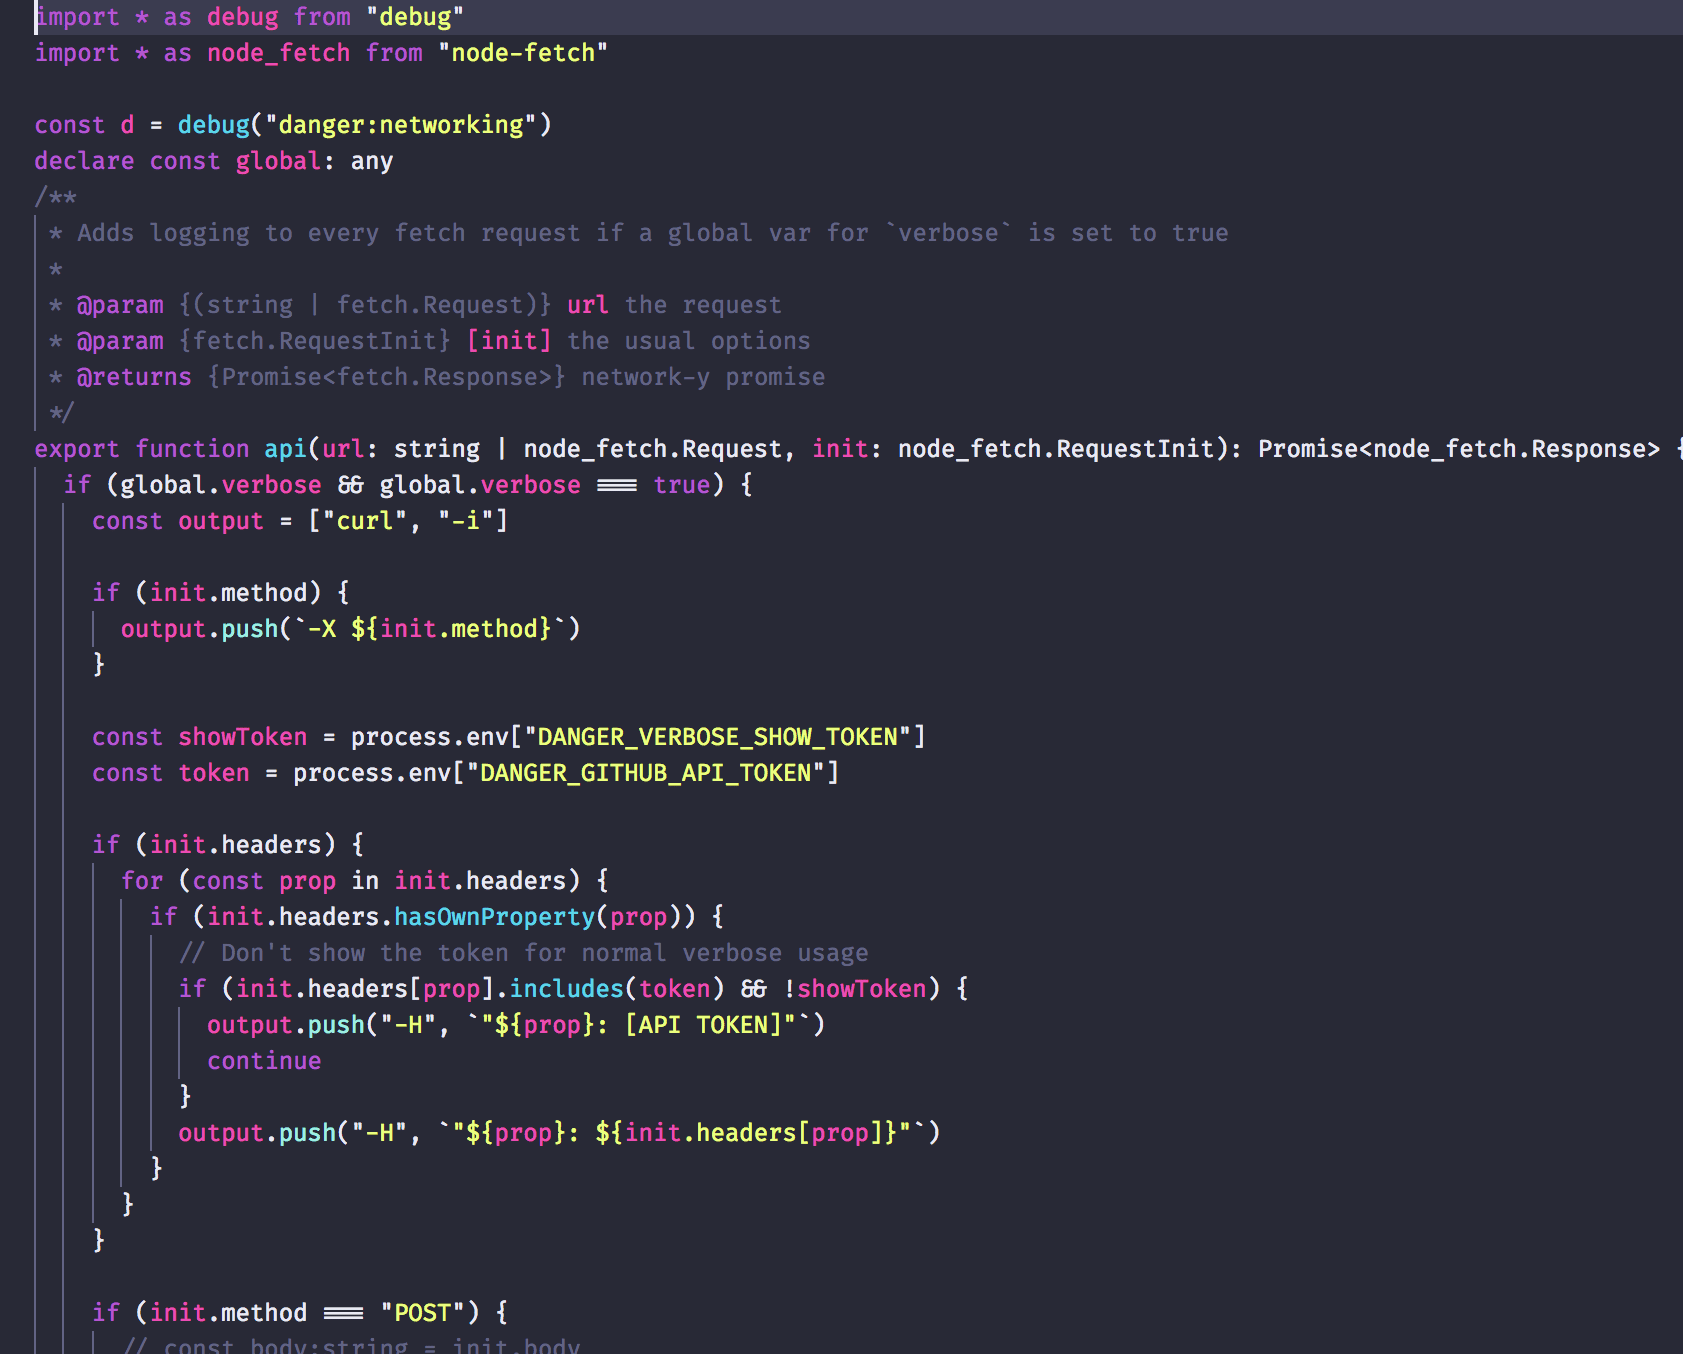 import * as debug from "debug"
import * as node_fetch from "node-fetch"

const d = debug("danger:networking")
declare const global: any
/**
 * Adds logging to every fetch request if a global var for `verbose` is set to true
 *
 * @param {(string | fetch.Request)} url the request
 * @param {fetch.RequestInit} [init] the usual options
 * @returns {Promise<fetch.Response>} network-y promise
 */
export function api(url: string | node_fetch.Request, init: node_fetch.RequestInit): Promise<node_fetch.Response> {
  if (global.verbose && global.verbose === true) {
    const output = ["curl", "-i"]

    if (init.method) {
      output.push(`-X ${init.method}`)
    }

    const showToken = process.env["DANGER_VERBOSE_SHOW_TOKEN"]
    const token = process.env["DANGER_GITHUB_API_TOKEN"]

    if (init.headers) {
      for (const prop in init.headers) {
        if (init.headers.hasOwnProperty(prop)) {
          // Don't show the token for normal verbose usage
          if (init.headers[prop].includes(token) && !showToken) {
            output.push("-H", `"${prop}: [API TOKEN]"`)
            continue
          }
          output.push("-H", `"${prop}: ${init.headers[prop]}"`)
        }
      }
    }

    if (init.method === "POST") {
      // const body:string = init.body